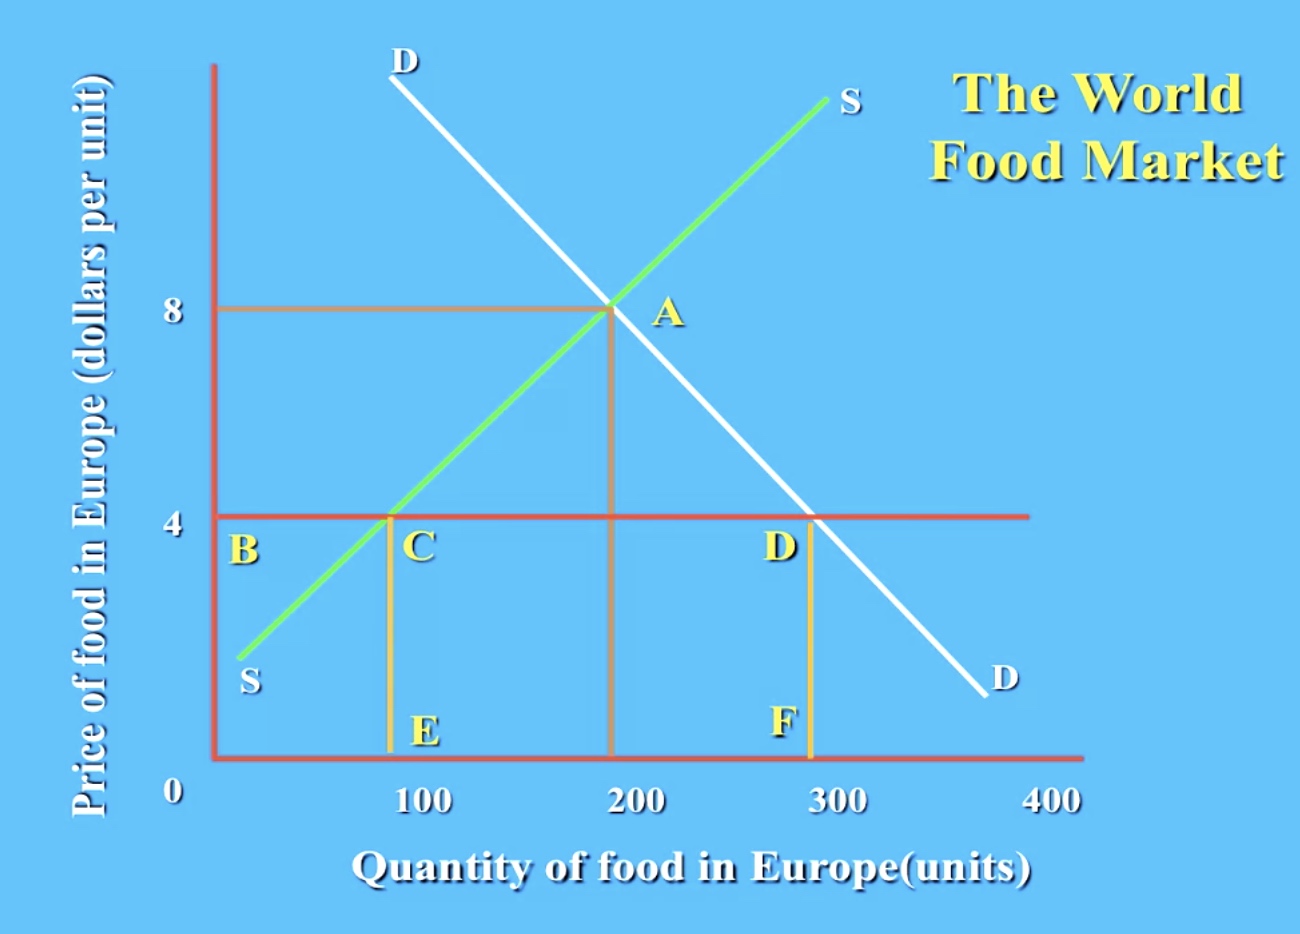 D
S
The World
Food Market
Price of food in Europe (dollars per unit)
8
A
4
B
C
D
S
D
E
F
0
100
200
300
400
Quantity of food in Europe(units)